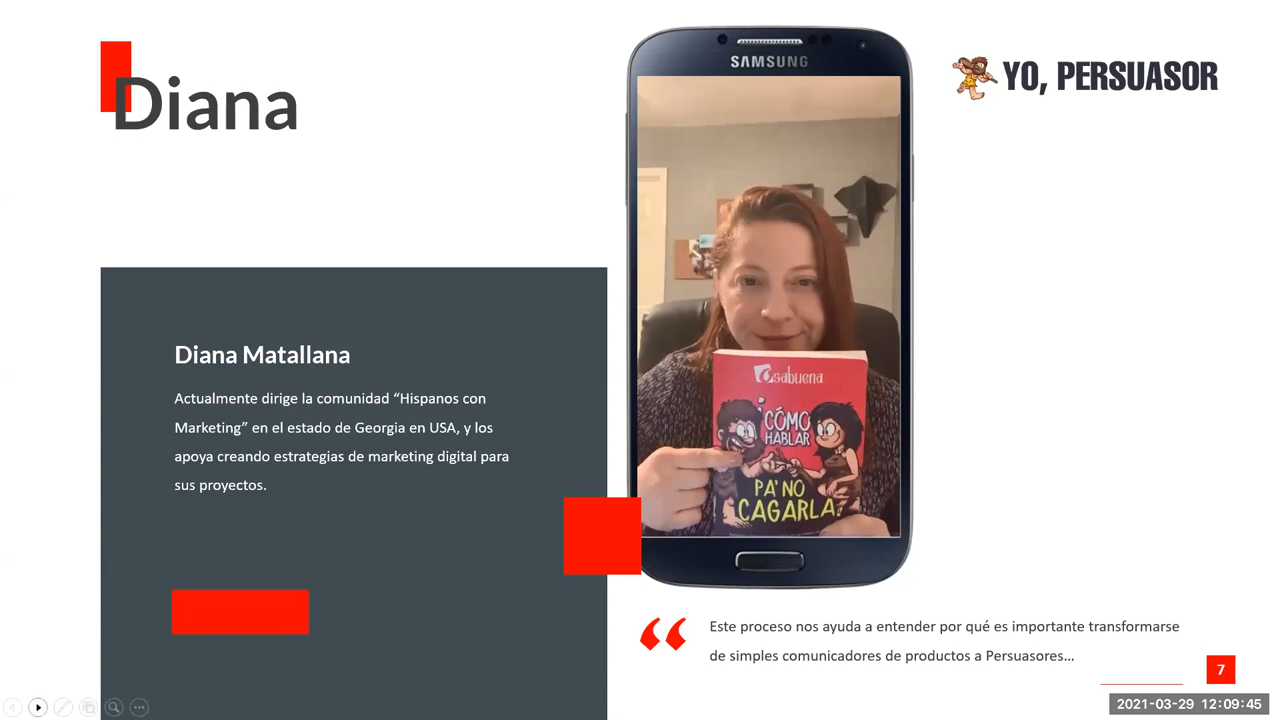 Diana
SAMSUNG
YO, PERSUASOR
sabuena
¿CÓMO
HABLAR
PA' NO
CAGARLA?
Diana Matallana
Actualmente dirige la comunidad “Hispanos con
Marketing” en el estado de Georgia en USA, y los
apoya creando estrategias de marketing digital para
sus proyectos.
“
Este proceso nos ayuda a entender por qué es importante transformarse
de simples comunicadores de productos a Persuasores...
7
2021-03-29 12:09:45